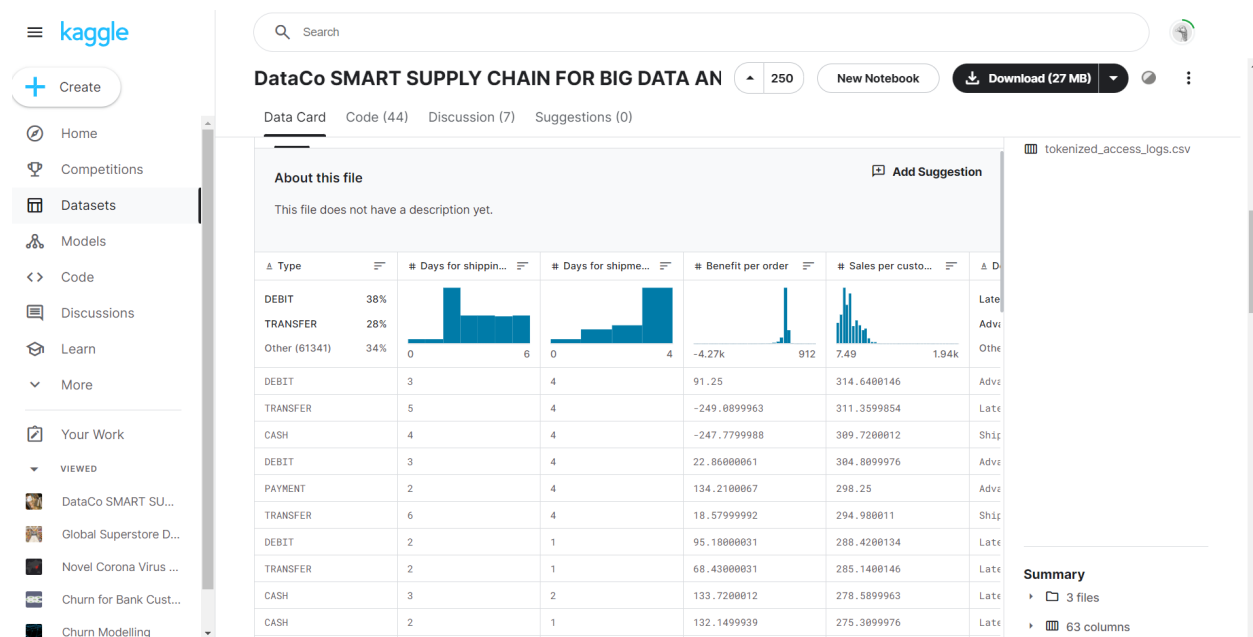 kaggle
Search
Create
DataCo SMART SUPPLY CHAIN FOR BIG DATA AN
250
New Notebook
Download (27 MB)
Data Card Code (44) Discussion (7) Suggestions (0)
Home
Competitions
Datasets
Models
Code
Discussions
Learn
More
Your Work
VIEWED
DataCo SMART SU...
Global Superstore D...
Novel Corona Virus ...
Churn for Bank Cust...
Churn Modelling
tokenized_access_logs.csv
About this file
Add Suggestion
This file does not have a description yet.
Type # Days for shippin... # Days for shipme... # Benefit per order # Sales per custo...
DEBIT 38% Late
TRANSFER 28% Adva
Other (61341) 34% Othe
0 6 0 4 -4.27k 912 7.49 1.94k
DEBIT 3 4 91.25 314.6400146 Adva
TRANSFER 5 4 -249.0899963 311.3599854 Late
CASH 4 4 -247.7799988 309.7200012 Ship
DEBIT 3 4 22.86000061 304.8099976 Adva
PAYMENT 2 4 134.2100067 298.25 Adva
TRANSFER 6 4 18.57999992 294.980011 Ship
DEBIT 2 1 95.18000031 288.4200134 Late
TRANSFER 2 1 68.43000031 285.1400146 Late
CASH 3 2 133.7200012 278.5899963 Late
CASH 2 1 132.1499939 275.3099976 Late
Summary
3 files
63 columns